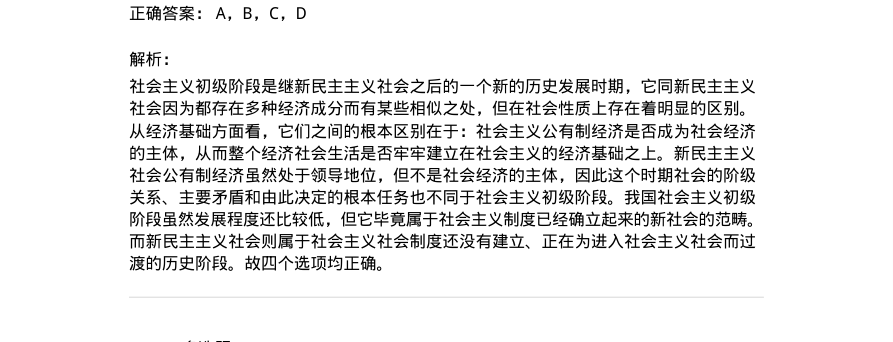 正确答案： A，B，C，D
解析：
社会主义初级阶段是继新民主主义社会之后的一个新的历史发展时期，它同新民主主义
社会因为都存在多种经济成分而有某些相似之处，但在社会性质上存在着明显的区别。
从经济基础方面看，它们之间的根本区别在于：社会主义公有制经济是否成为社会经济
的主体，从而整个经济社会生活是否牢牢建立在社会主义的经济基础之上。新民主主义
社会公有制经济虽然处于领导地位，但不是社会经济的主体，因此这个时期社会的阶级
关系、主要矛盾和由此决定的根本任务也不同于社会主义初级阶段。我国社会主义初级
阶段虽然发展程度还比较低，但它毕竟属于社会主义制度已经确立起来的新社会的范畴。
而新民主主义社会则属于社会主义社会制度还没有建立、正在为进入社会主义社会而过
渡的历史阶段。故四个选项均正确。